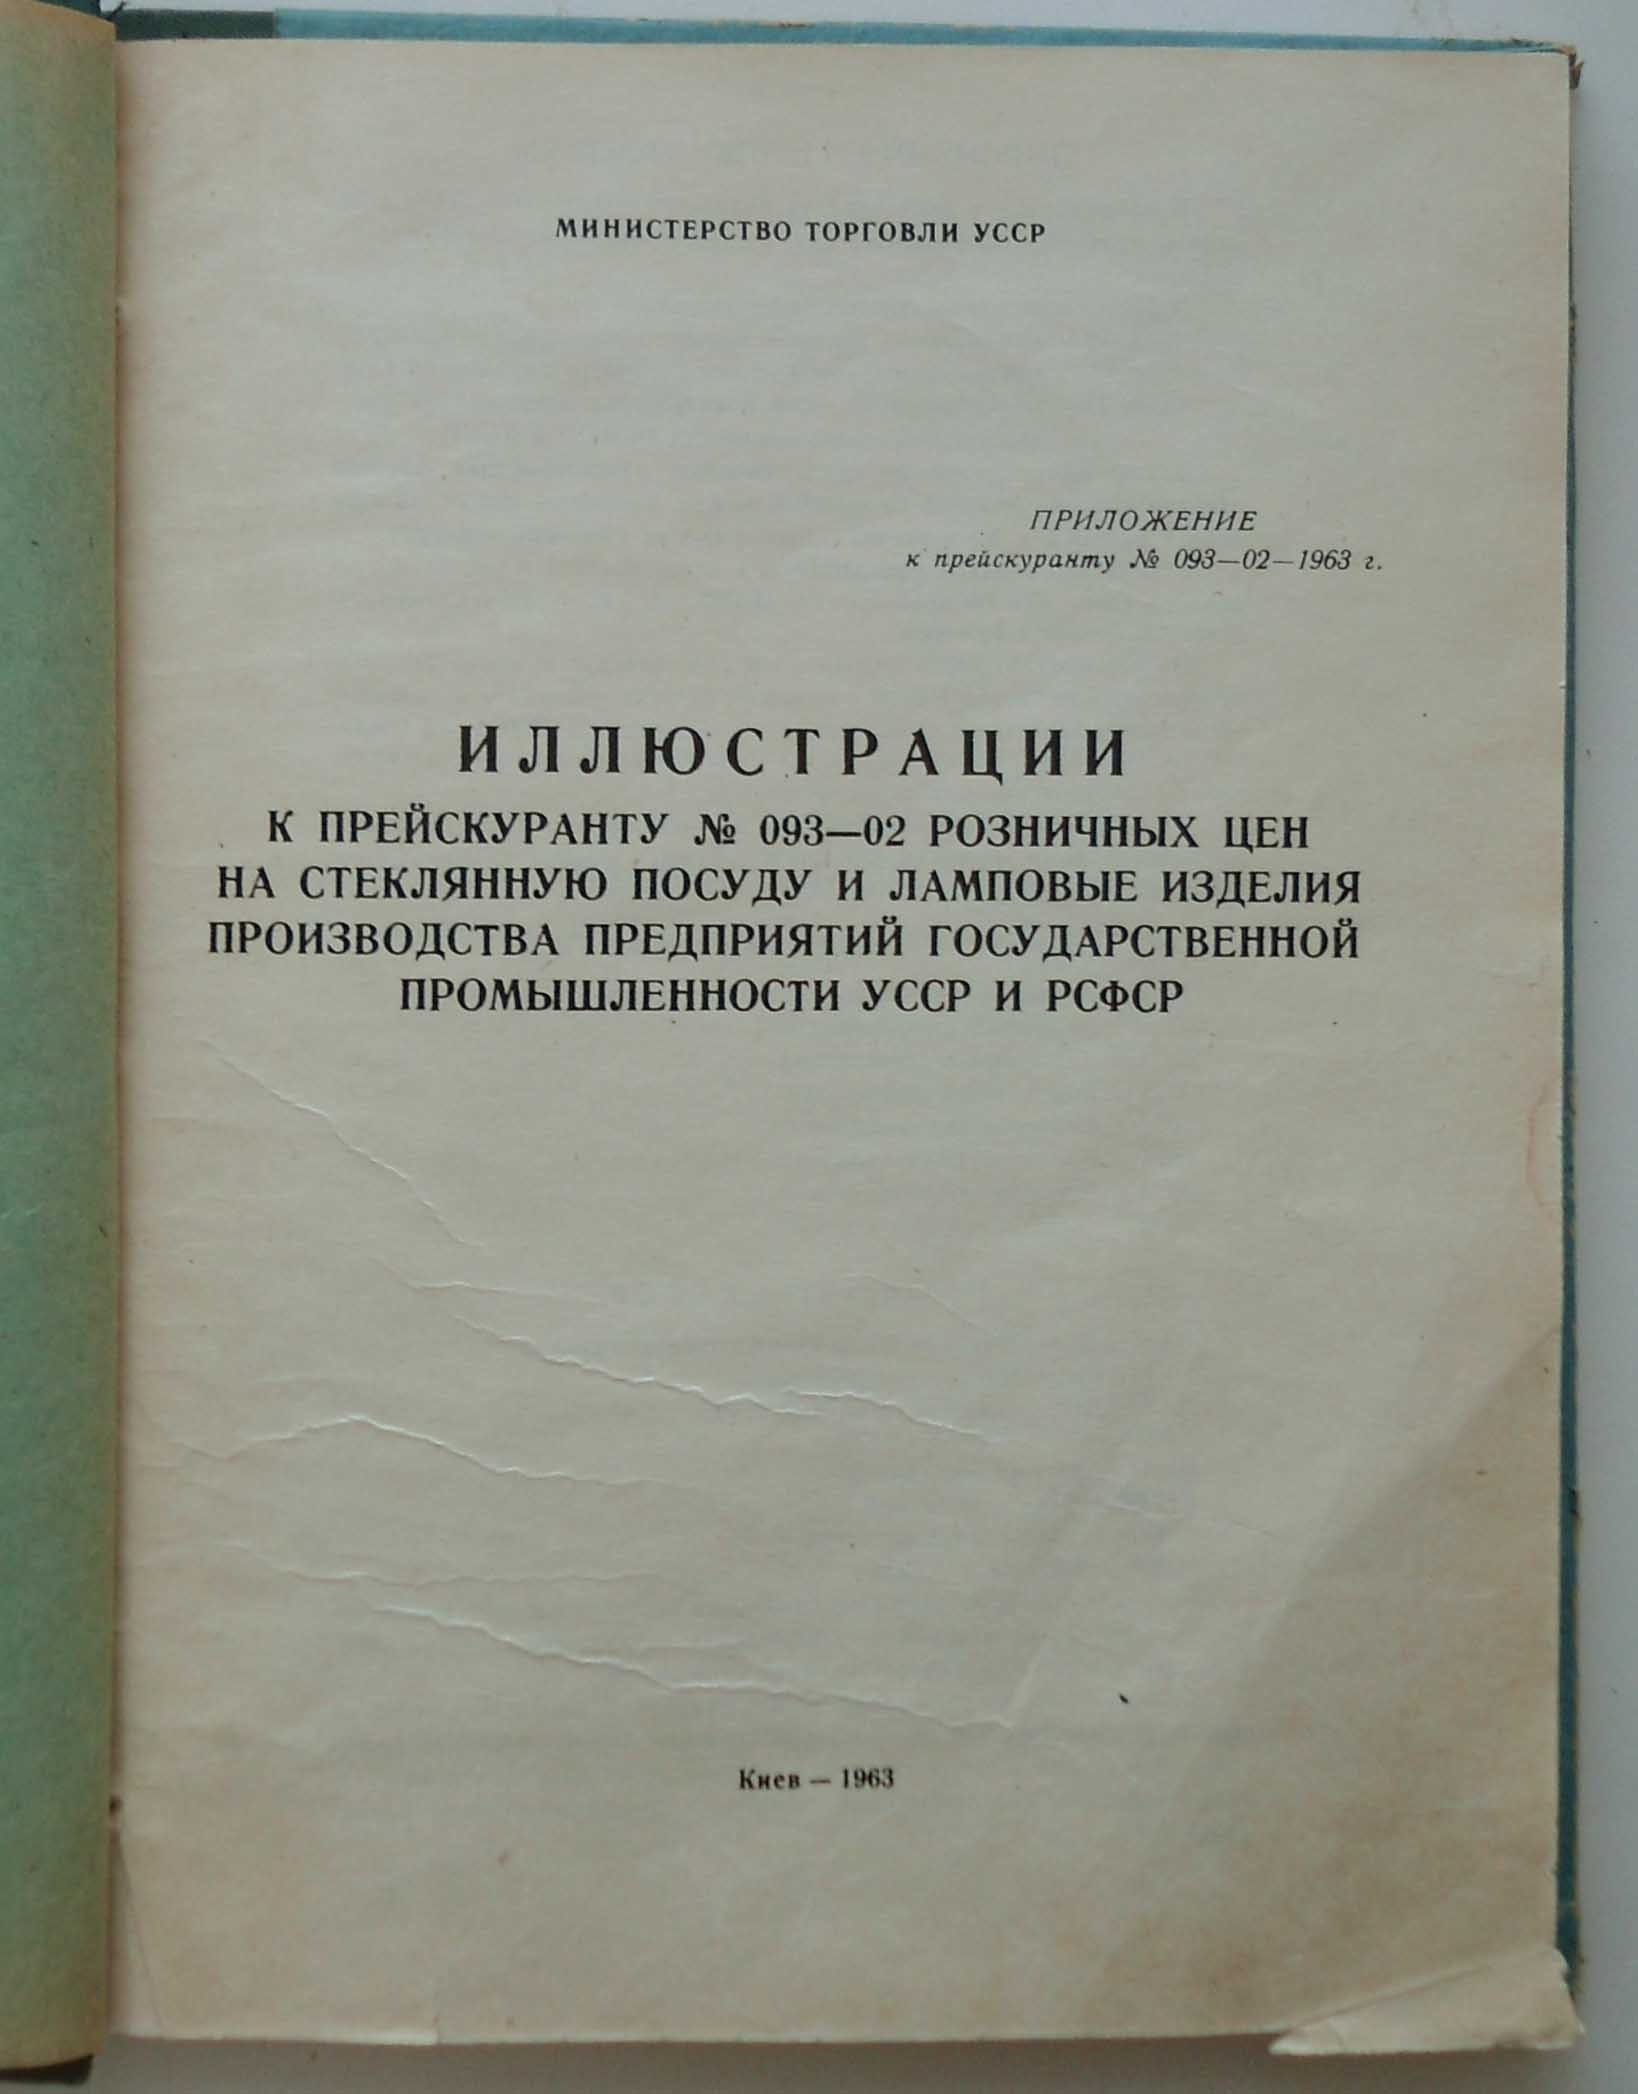 МИНИСТЕРСТВО ТОРГОВЛИ УССР
ПРИЛОЖЕНИЕ
к прейскуранту № 093—02—1963 г.
ИЛЛЮСТРАЦИИ
К ПРЕЙСКУРАНТУ № 093—02 РОЗНИЧНЫХ ЦЕН
НА СТЕКЛЯННУЮ ПОСУДУ И ЛАМПОВЫЕ ИЗДЕЛИЯ
ПРОИЗВОДСТВА ПРЕДПРИЯТИЙ ГОСУДАРСТВЕННОЙ
ПРОМЫШЛЕННОСТИ УССР И РСФСР
Киев — 1963